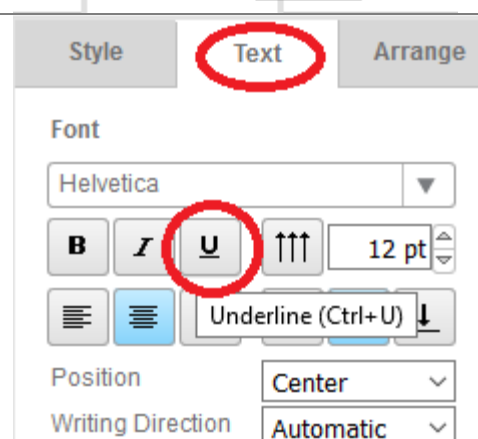 Style Text Arrange
Font
Helvetica
B I U 12 pt
Underline (Ctrl+U)
Position Center
Writing Direction Automatic